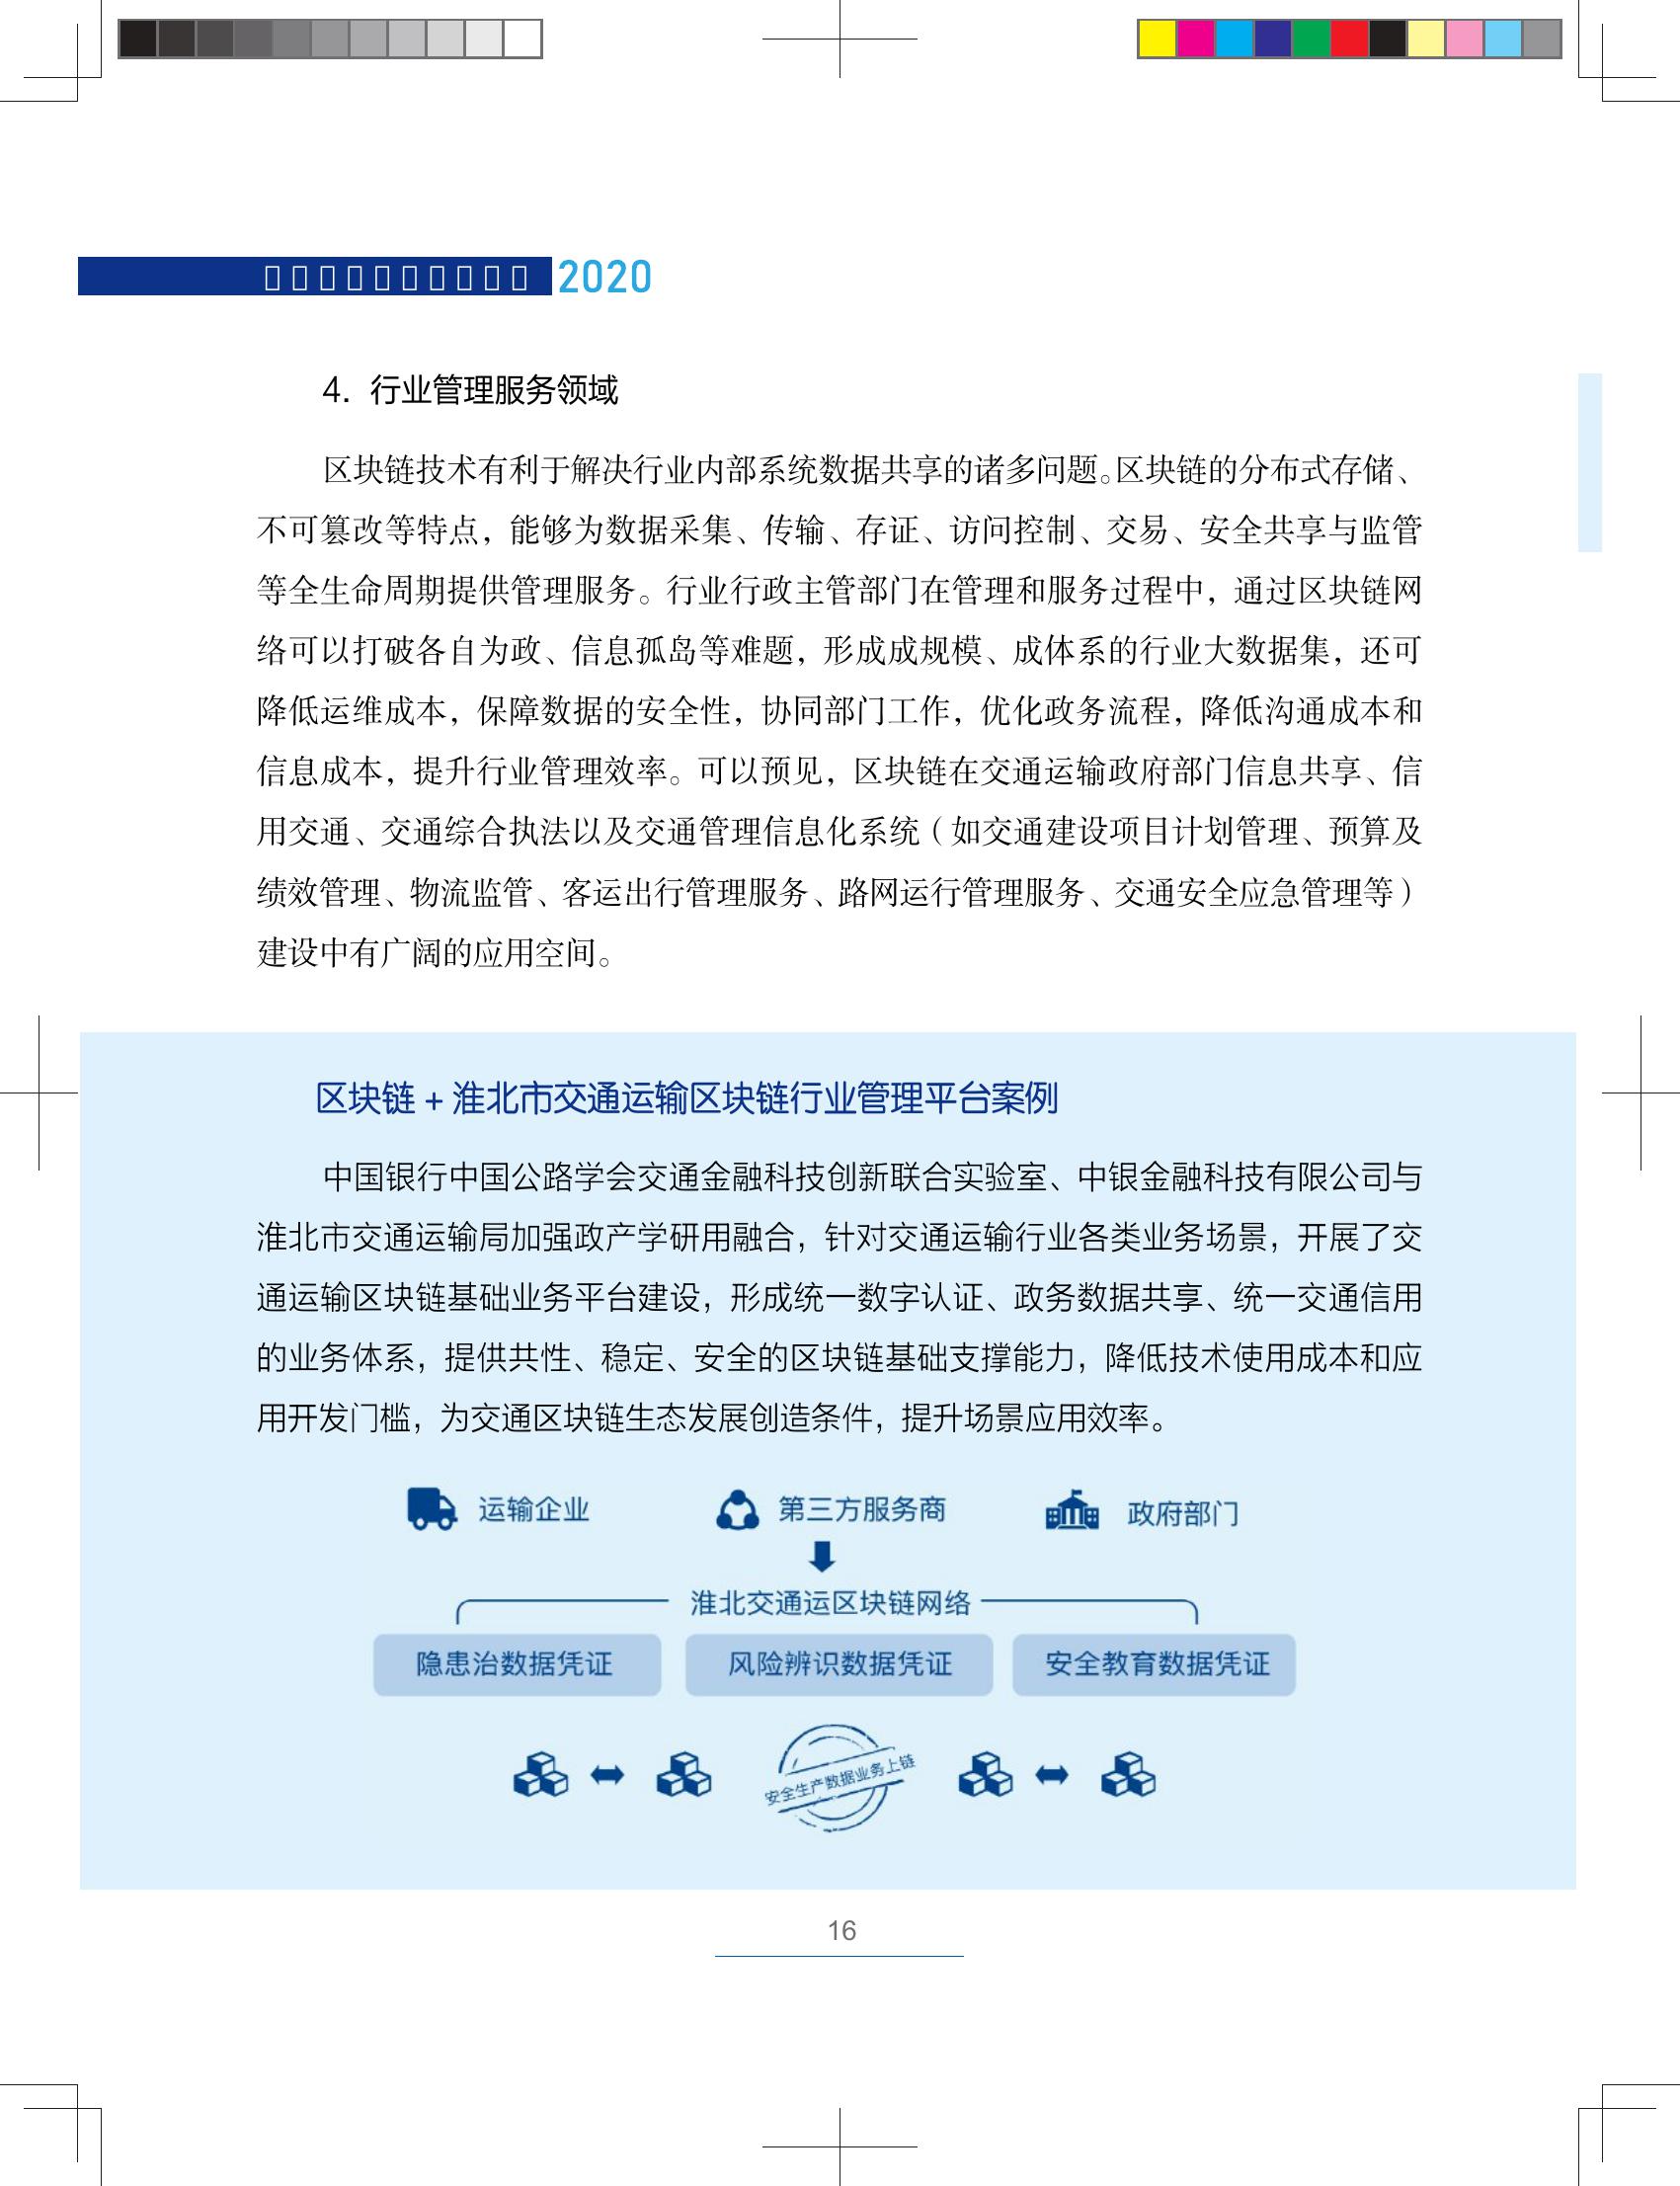 2020
4. 行业管理服务领域
区块链技术有利于解决行业内部系统数据共享的诸多问题。区块链的分布式存储、
不可篡改等特点，能够为数据采集、传输、存证、访问控制、交易、安全共享与监管
等全生命周期提供管理服务。行业行政主管部门在管理和服务过程中，通过区块链网
络可以打破各自为政、信息孤岛等难题，形成成规模、成体系的行业大数据集，还可
降低运维成本，保障数据的安全性，协同部门工作，优化政务流程，降低沟通成本和
信息成本，提升行业管理效率。可以预见，区块链在交通运输政府部门信息共享、信
用交通、交通综合执法以及交通管理信息化系统（如交通建设项目计划管理、预算及
绩效管理、物流监管、客运出行管理服务、路网运行管理服务、交通安全应急管理等）
建设中有广阔的应用空间。
区块链 + 淮北市交通运输区块链行业管理平台案例
中国银行中国公路学会交通金融科技创新联合实验室、中银金融科技有限公司与
淮北市交通运输局加强政产学研用融合，针对交通运输行业各类业务场景，开展了交
通运输区块链基础业务平台建设，形成统一数字认证、政务数据共享、统一交通信用
的业务体系，提供共性、稳定、安全的区块链基础支撑能力，降低技术使用成本和应
用开发门槛，为交通区块链生态发展创造条件，提升场景应用效率。
运输企业 第三方服务商 政府部门
淮北交通运区块链网络
隐患治数据凭证 风险辨识数据凭证 安全教育数据凭证
安全生产数据业务上链
16